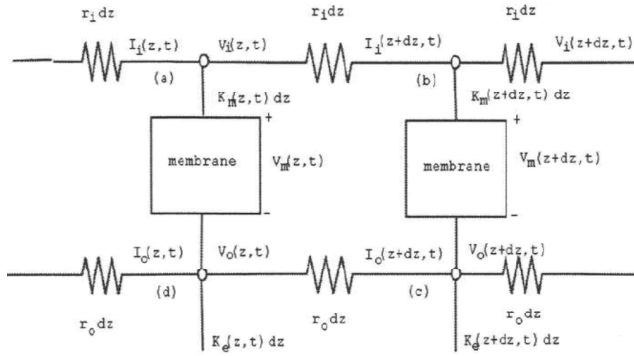 r_i dz r_i dz r_i dz
I_i(z,t) V_i(z,t) I_i(z+dz,t) V_i(z+dz,t)
(a) (b)
K_m(z,t) dz K_m(z+dz,t) dz
+ +
membrane V_m(z,t) membrane V_m(z+dz,t)
- -
I_o(z,t) V_o(z,t) I_o(z+dz,t) V_o(z+dz,t)
(d) (c)
r_o dz r_o dz r_o dz
K_e(z,t) dz K_e(z+dz,t) dz